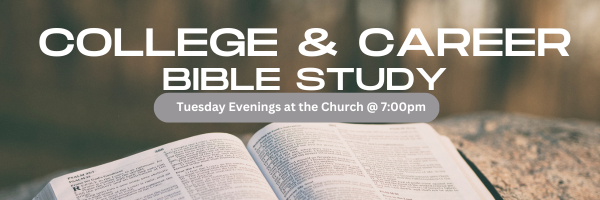 COLLEGE & CAREER
BIBLE STUDY
Tuesday Evenings at the Church @ 7:00pm